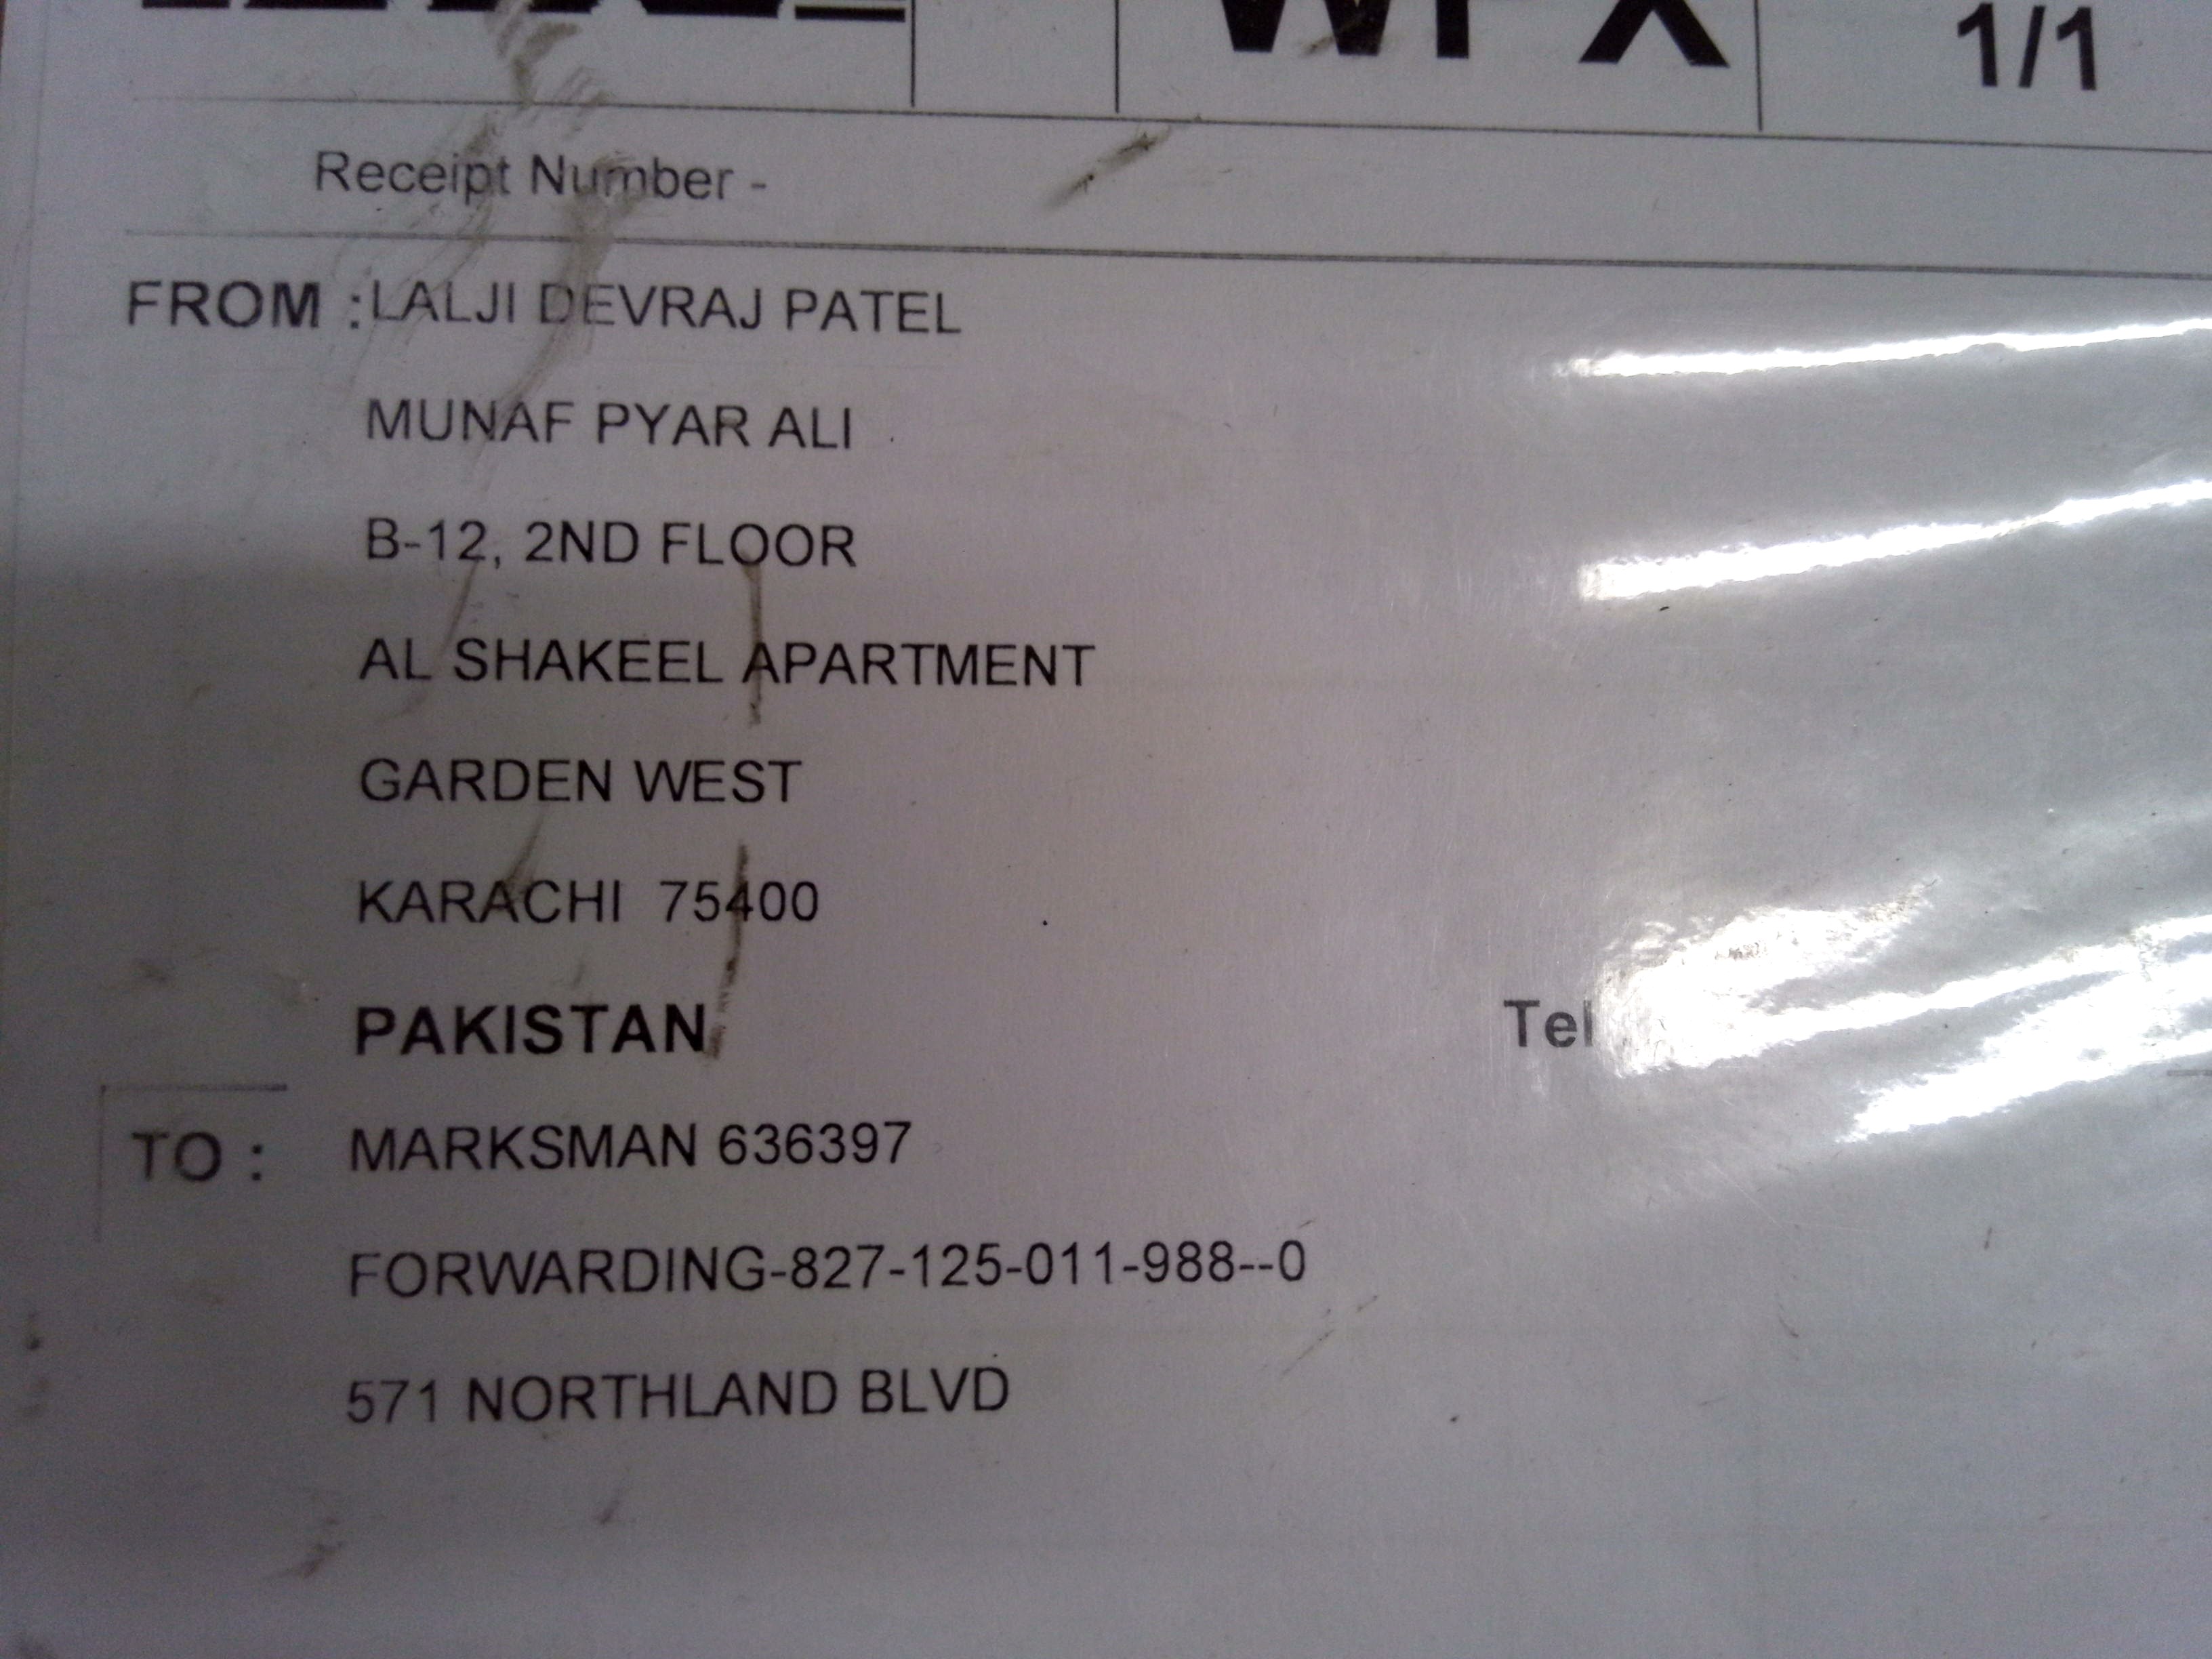 WPX
1/1
Receipt Number -
FROM :LALJI DEVRAJ PATEL
MUNAF PYAR ALI
B-12, 2ND FLOOR
AL SHAKEEL APARTMENT
GARDEN WEST
KARACHI 75400
PAKISTAN
Tel
TO : MARKSMAN 636397
FORWARDING-827-125-011-988--0
571 NORTHLAND BLVD